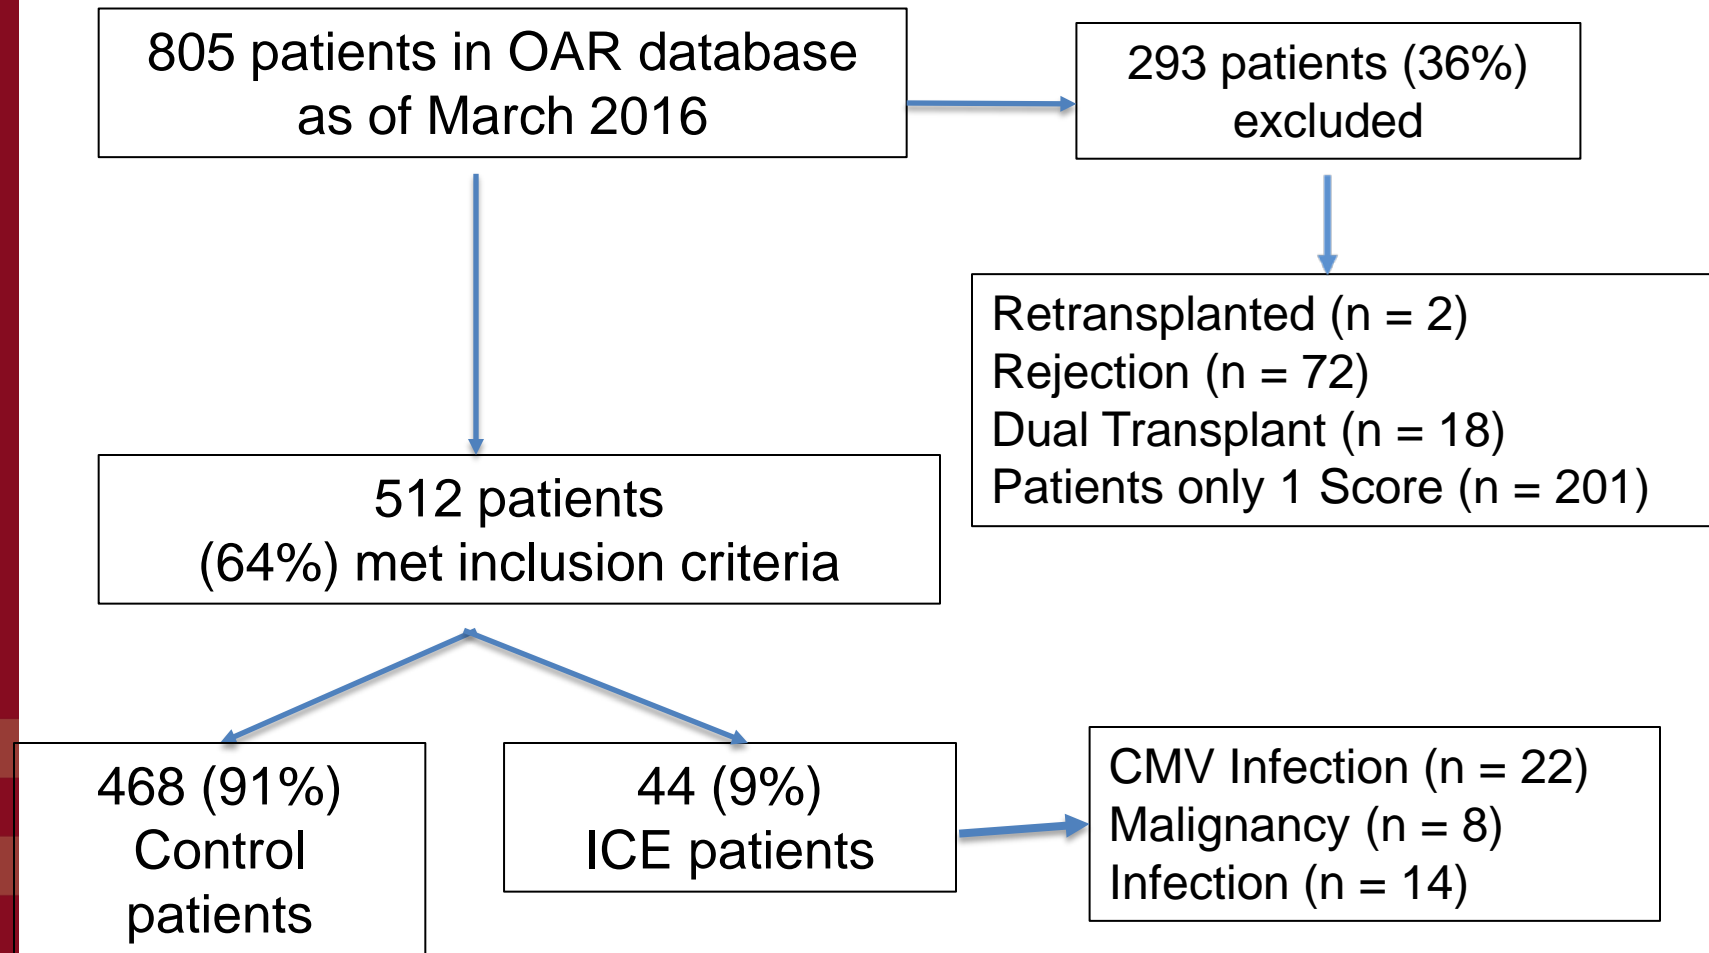 805 patients in OAR database
as of March 2016
293 patients (36%)
excluded
Retransplanted (n = 2)
Rejection (n = 72)
Dual Transplant (n = 18)
Patients only 1 Score (n = 201)
512 patients
(64%) met inclusion criteria
468 (91%)
Control
patients
44 (9%)
ICE patients
CMV Infection (n = 22)
Malignancy (n = 8)
Infection (n = 14)